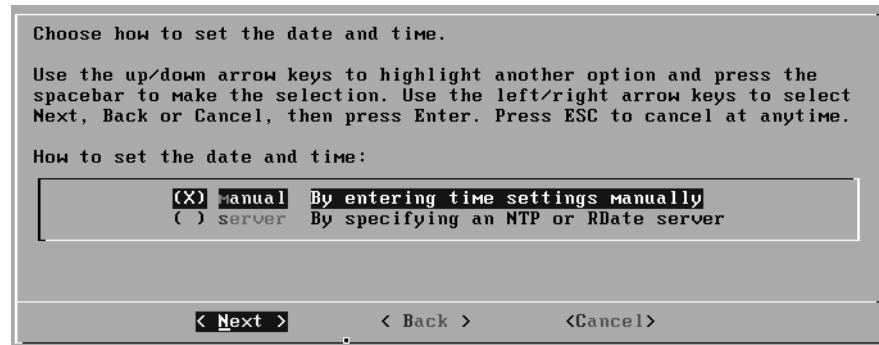 Choose how to set the date and time.
Use the up/down arrow keys to highlight another option and press the
spacebar to make the selection. Use the left/right arrow keys to select
Next, Back or Cancel, then press Enter. Press ESC to cancel at anytime.
How to set the date and time:
(X) manual By entering time settings manually
( ) server By specifying an NTP or RDate server
< Next > < Back > <Cancel>